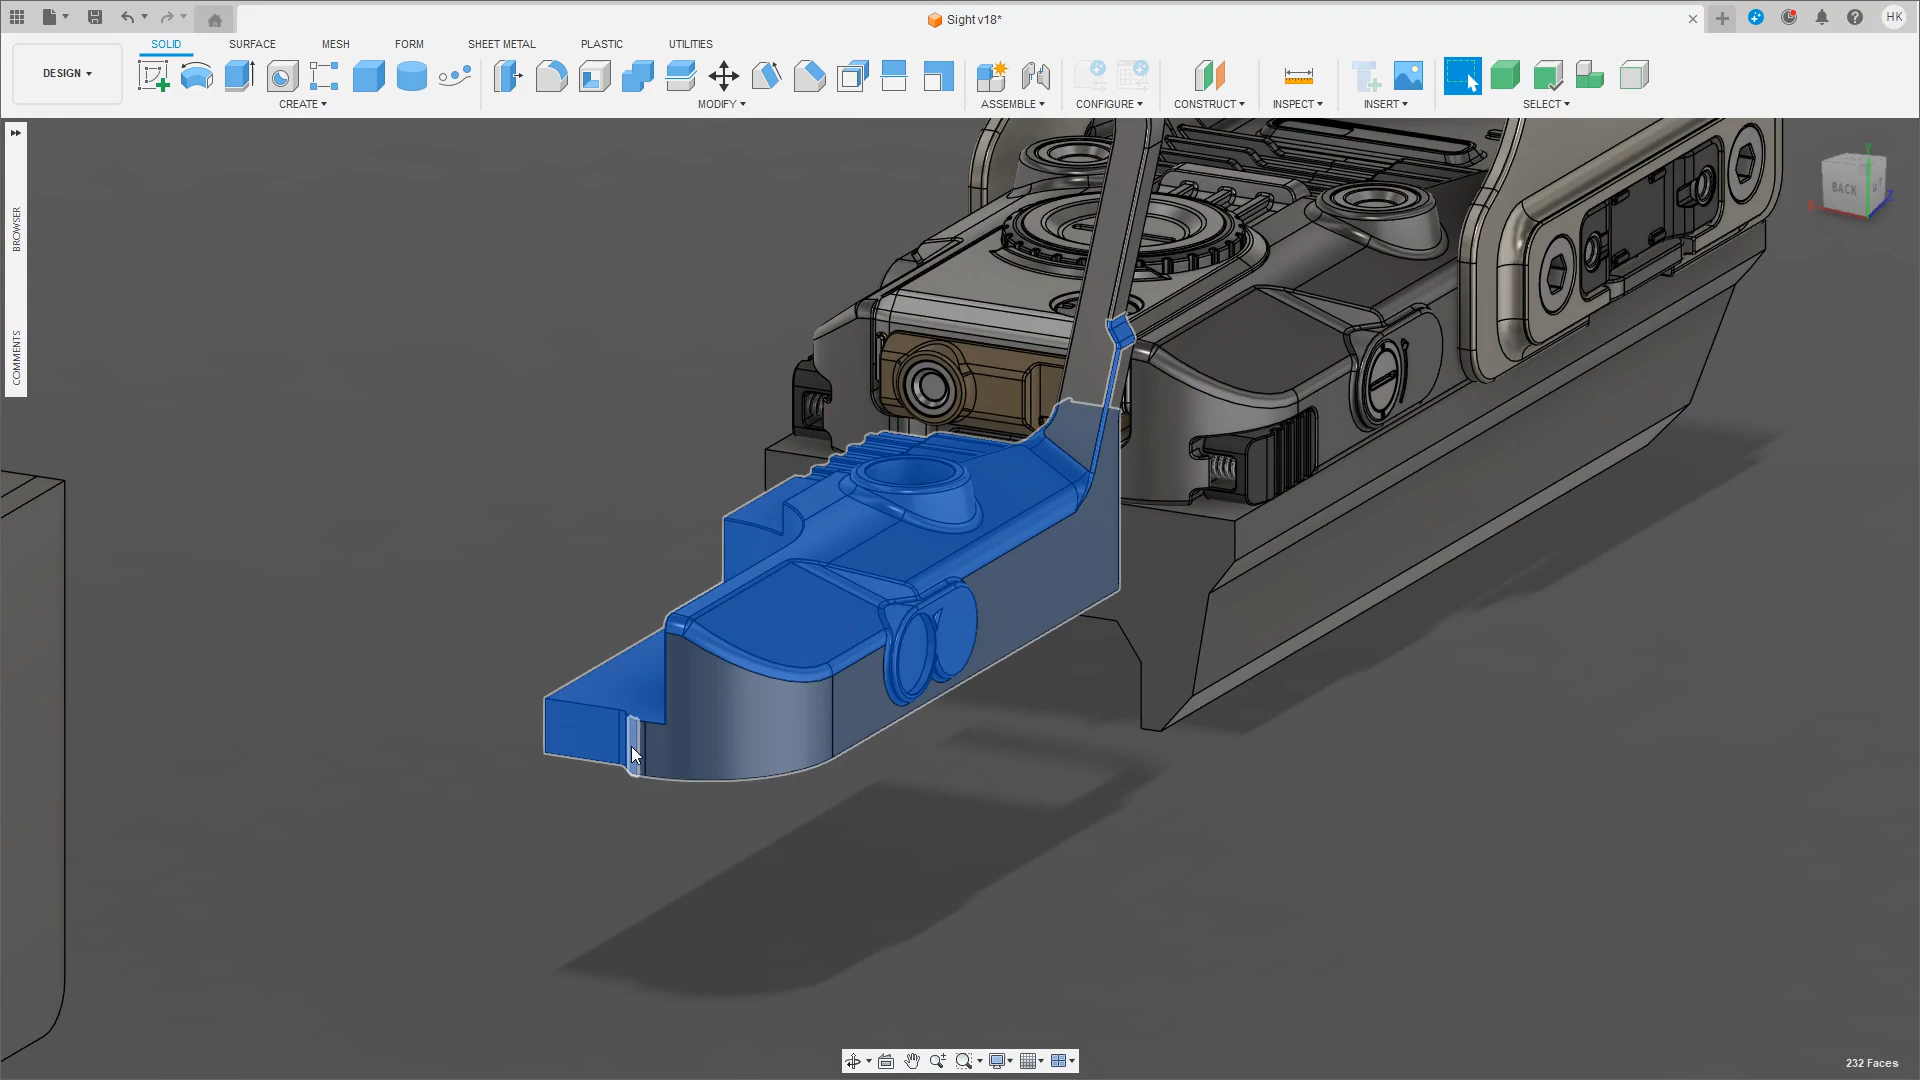 Sight v18*
HK
SOLID SURFACE MESH FORM SHEET METAL PLASTIC UTILITIES
DESIGN
CREATE MODIFY ASSEMBLE CONFIGURE CONSTRUCT INSPECT INSERT SELECT
BROWSER
COMMENTS
BACK
Y
X
Z
232 Faces